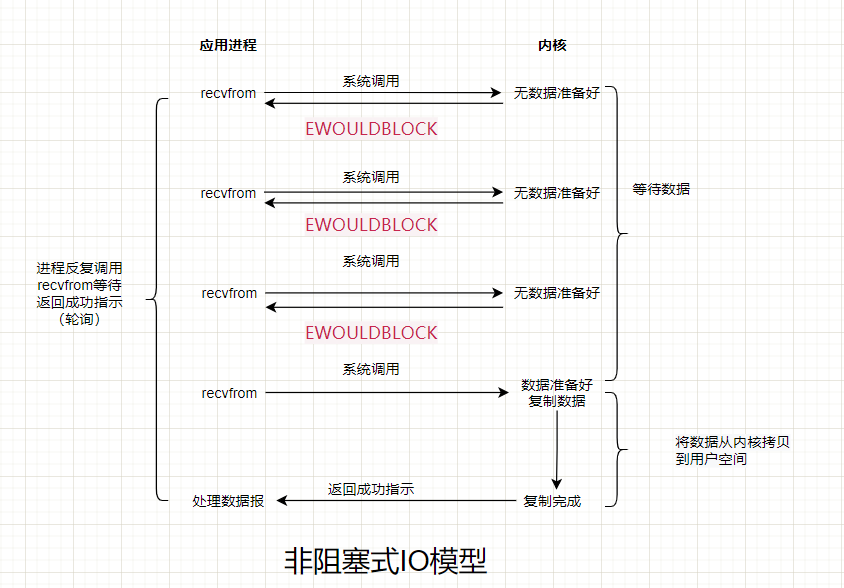 应用进程
内核
系统调用
recvfrom
无数据准备好
EWOULDBLOCK
系统调用
recvfrom
无数据准备好
等待数据
EWOULDBLOCK
系统调用
进程反复调用
recvfrom等待
返回成功指示
（轮询）
recvfrom
无数据准备好
EWOULDBLOCK
系统调用
recvfrom
数据准备好
复制数据
将数据从内核拷贝
到用户空间
返回成功指示
处理数据报
复制完成
非阻塞式IO模型